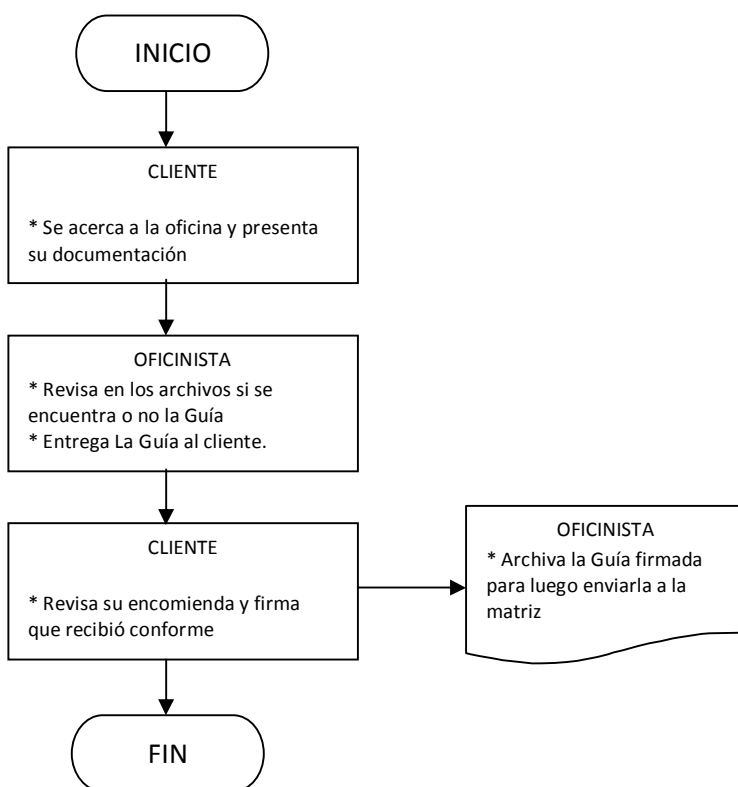 INICIO
CLIENTE
* Se acerca a la oficina y presenta
su documentación
OFICINISTA
* Revisa en los archivos si se
encuentra o no la Guía
* Entrega La Guía al cliente.
CLIENTE
* Revisa su encomienda y firma
que recibió conforme
OFICINISTA
* Archiva la Guía firmada
para luego enviarla a la
matriz
FIN